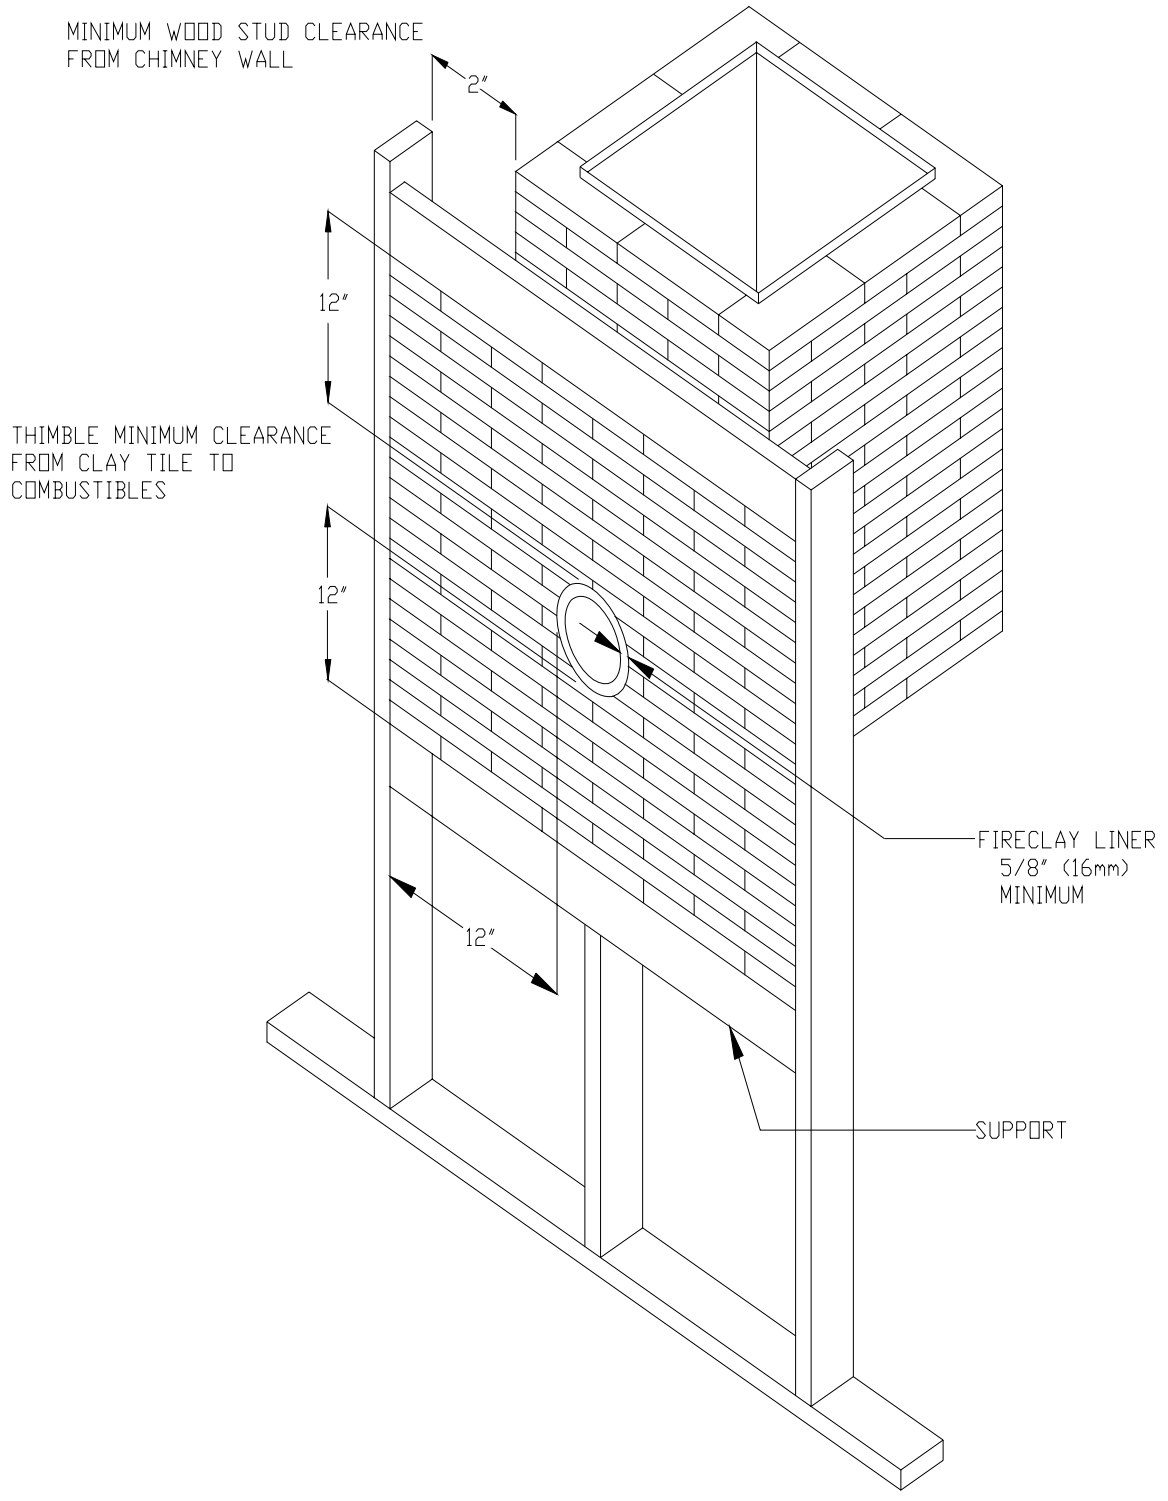 MINIMUM WOOD STUD CLEARANCE
FROM CHIMNEY WALL
2"
12"
THIMBLE MINIMUM CLEARANCE
FROM CLAY TILE TO
COMBUSTIBLES
12"
FIRECLAY LINER
5/8" (16mm)
MINIMUM
12"
SUPPORT